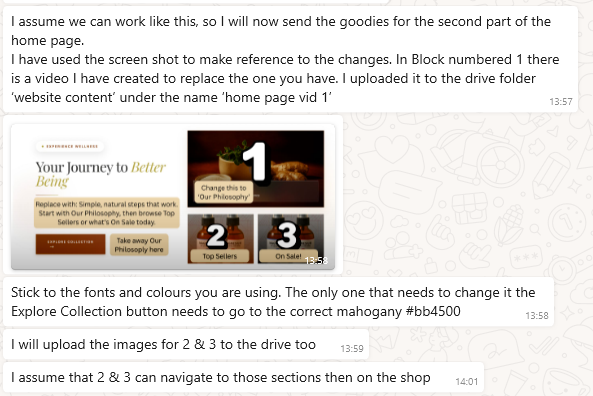 I assume we can work like this, so I will now send the goodies for the second part of the
home page.
I have used the screen shot to make reference to the changes. In Block numbered 1 there
is a video I have created to replace the one you have. I uploaded it to the drive folder
‘website content’ under the name ‘home page vid 1’
13:57
EXPERIENCE WELLNESS
Your Journey to Better
Being
Replace with: Simple, natural steps that work.
Start with Our Philosophy, then browse Top
Sellers or what's On Sale today.
EXPLORE COLLECTION
Take away Our
Philosophy here
1
Change this to
'Our Philosophy'
2
Top Sellers
3
On Sale!
13:58
Stick to the fonts and colours you are using. The only one that needs to change it the
Explore Collection button needs to go to the correct mahogany #bb4500
13:58
I will upload the images for 2 & 3 to the drive too
13:59
I assume that 2 & 3 can navigate to those sections then on the shop
14:01